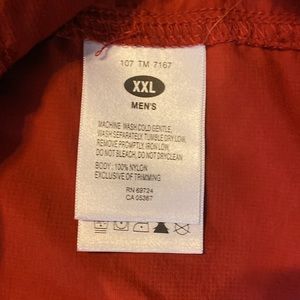 107 TM 7167
XXL
MEN'S
MACHINE WASH COLD GENTLE,
WASH SEPARATELY TUMBLE DRY LOW,
REMOVE PROMPTLY IRON LOW,
DO NOT BLEACH, DO NOT DRYCLEAN
BODY : 100% NYLON
EXCLUSIVE OF TRIMMING
RN 69724
CA 05367